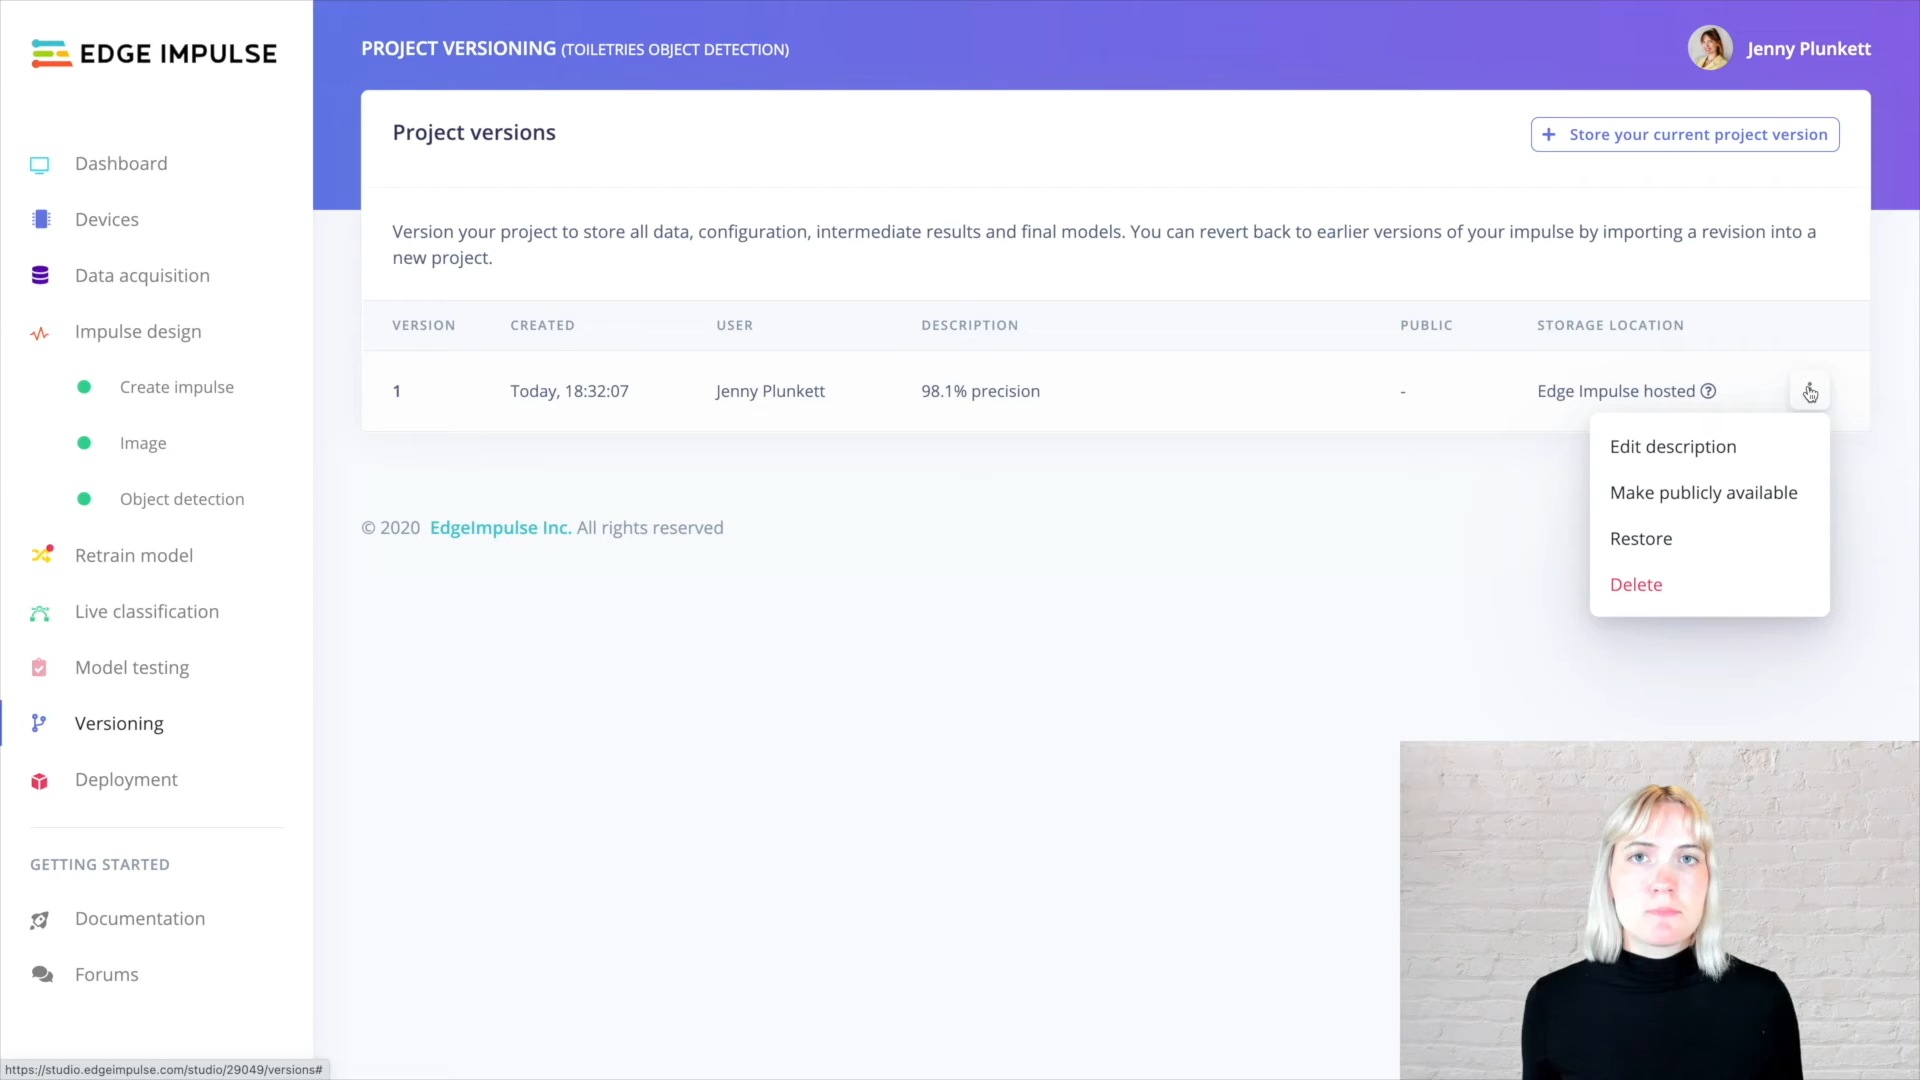 EDGE IMPULSE
PROJECT VERSIONING (TOILETRIES OBJECT DETECTION)
Jenny Plunkett
Dashboard
Devices
Data acquisition
Impulse design
Create impulse
Image
Object detection
Retrain model
Live classification
Model testing
Versioning
Deployment
GETTING STARTED
Documentation
Forums
Project versions
+ Store your current project version
Version your project to store all data, configuration, intermediate results and final models. You can revert back to earlier versions of your impulse by importing a revision into a
new project.
VERSION CREATED USER DESCRIPTION PUBLIC STORAGE LOCATION
1 Today, 18:32:07 Jenny Plunkett 98.1% precision - Edge Impulse hosted ?
Edit description
Make publicly available
Restore
Delete
© 2020 EdgeImpulse Inc. All rights reserved
https://studio.edgeimpulse.com/studio/29049/versions#